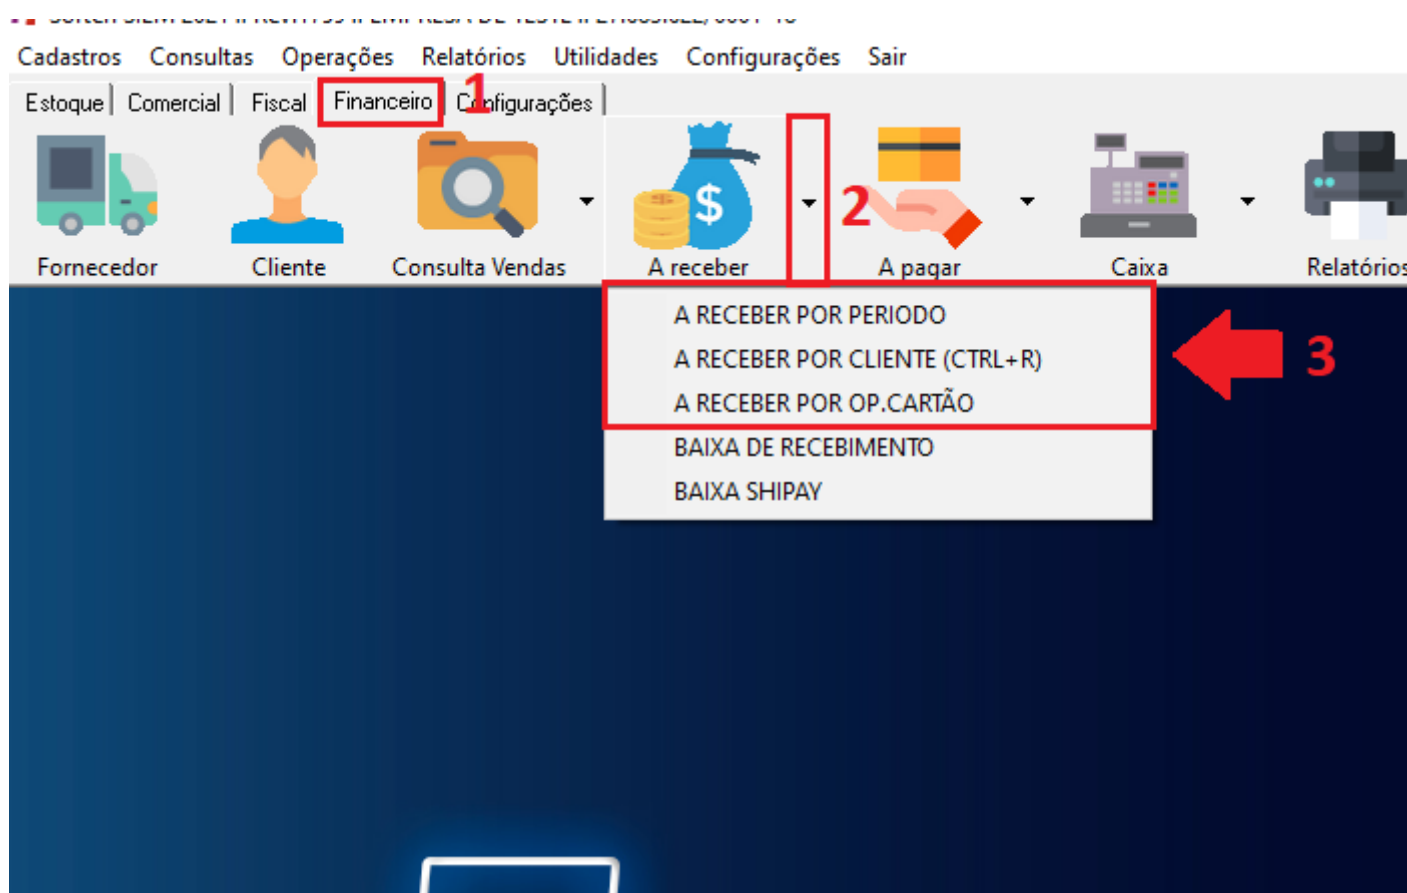 Cadastros Consultas Operações Relatórios Utilidades Configurações Sair
Estoque Comercial Fiscal Financeiro 1 Configurações
$
2
Fornecedor Cliente Consulta Vendas A receber A pagar Caixa Relatórios
A RECEBER POR PERIODO
A RECEBER POR CLIENTE (CTRL+R)
3
A RECEBER POR OP.CARTÃO
BAIXA DE RECEBIMENTO
BAIXA SHIPAY